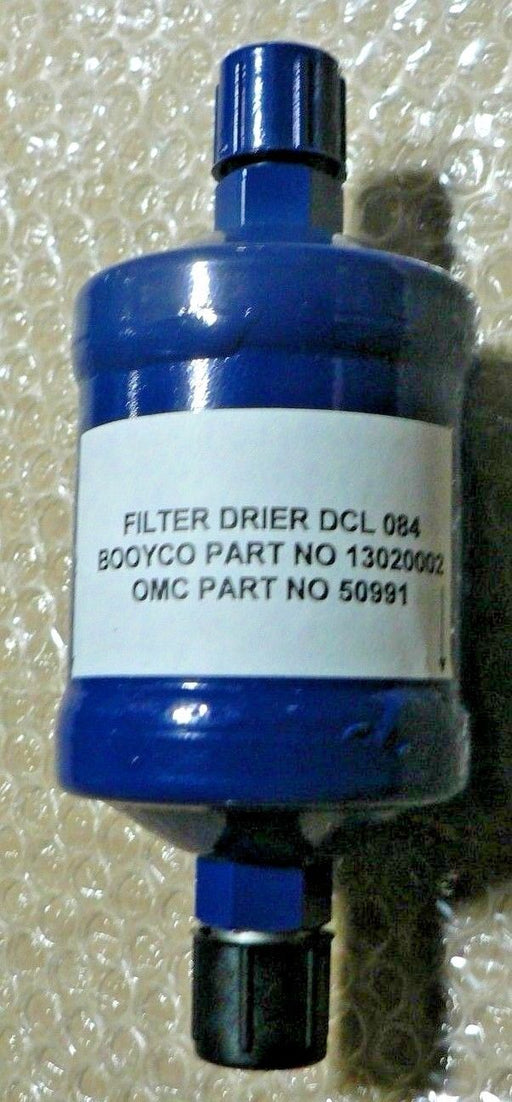 FILTER DRIER DCL 084
BOOYCO PART NO 13020002
OMC PART NO 50991